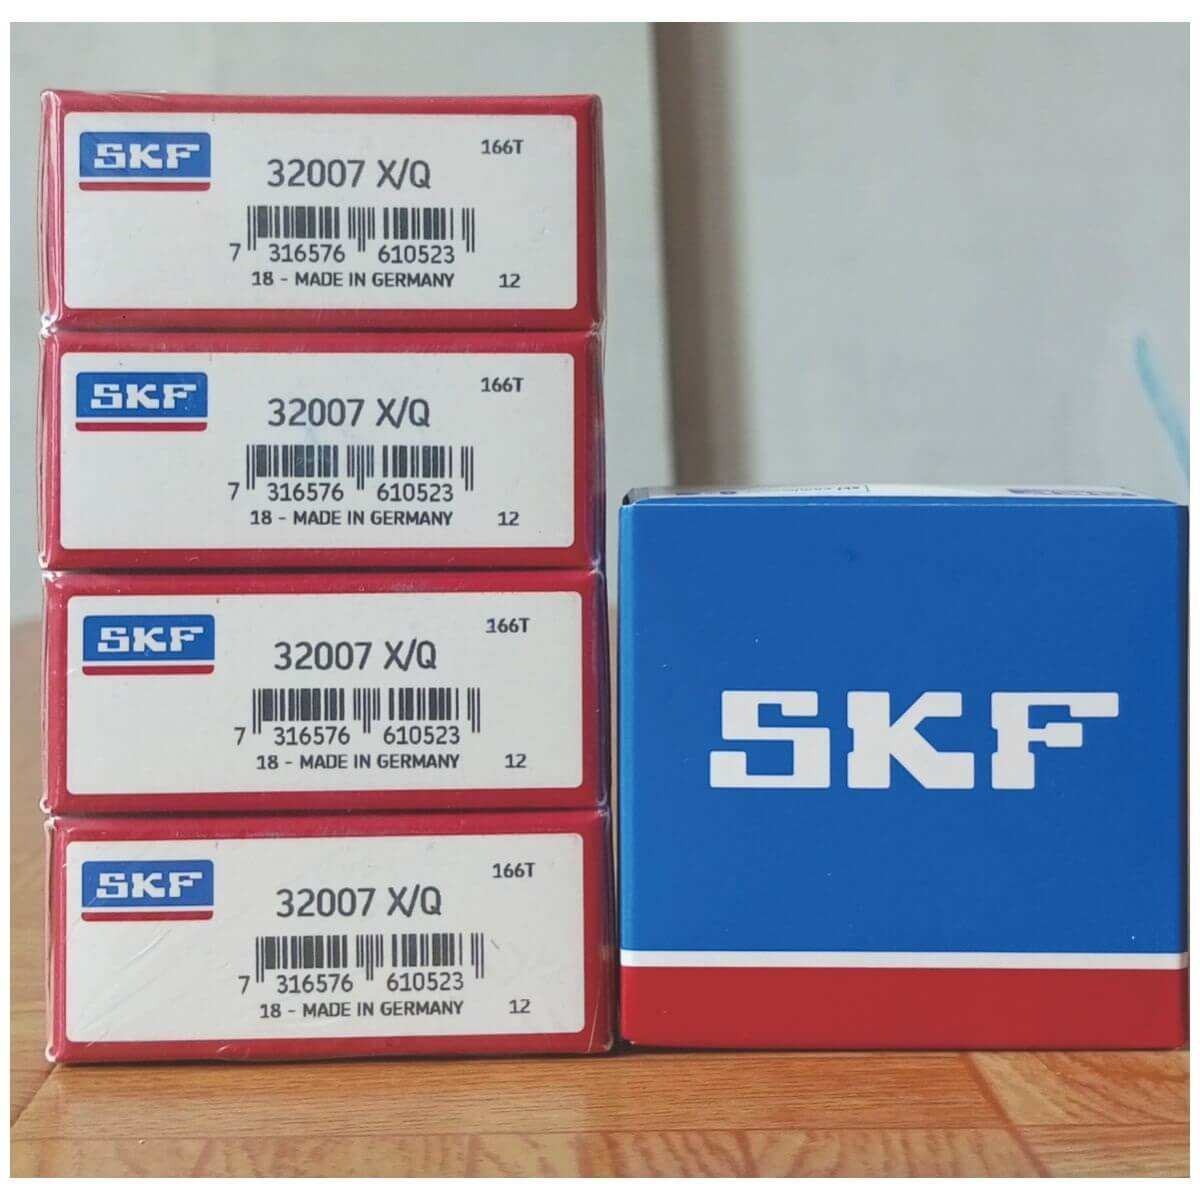 SKF
166T
32007 X/Q
7 316576 610523
18 - MADE IN GERMANY 12
SKF
166T
32007 X/Q
7 316576 610523
18 - MADE IN GERMANY 12
SKF
166T
32007 X/Q
7 316576 610523
18 - MADE IN GERMANY 12
SKF
166T
32007 X/Q
7 316576 610523
18 - MADE IN GERMANY 12
SKF